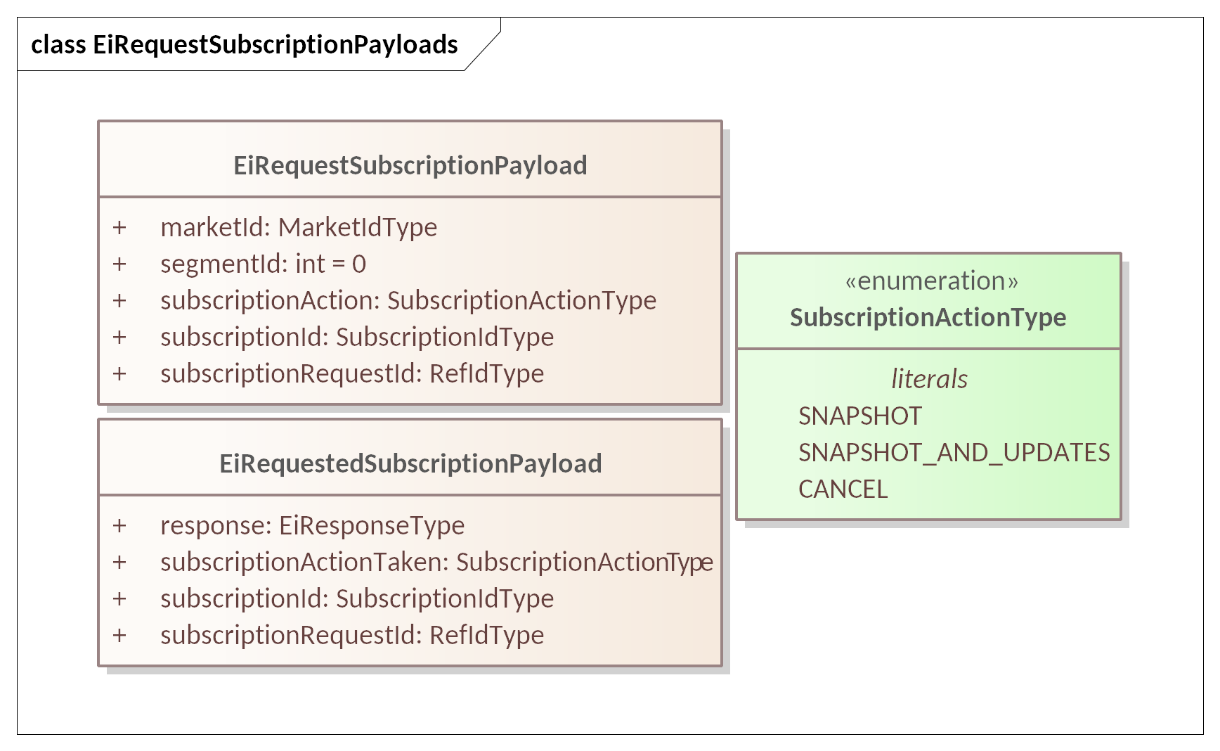 class EiRequestSubscriptionPayloads
EiRequestSubscriptionPayload
+ marketId: MarketIdType
+ segmentId: int = 0
+ subscriptionAction: SubscriptionActionType
+ subscriptionId: SubscriptionIdType
+ subscriptionRequestId: RefIdType
EiRequestedSubscriptionPayload
+ response: EiResponseType
+ subscriptionActionTaken: SubscriptionActionType
+ subscriptionId: SubscriptionIdType
+ subscriptionRequestId: RefIdType
«enumeration»
SubscriptionActionType
literals
SNAPSHOT
SNAPSHOT_AND_UPDATES
CANCEL